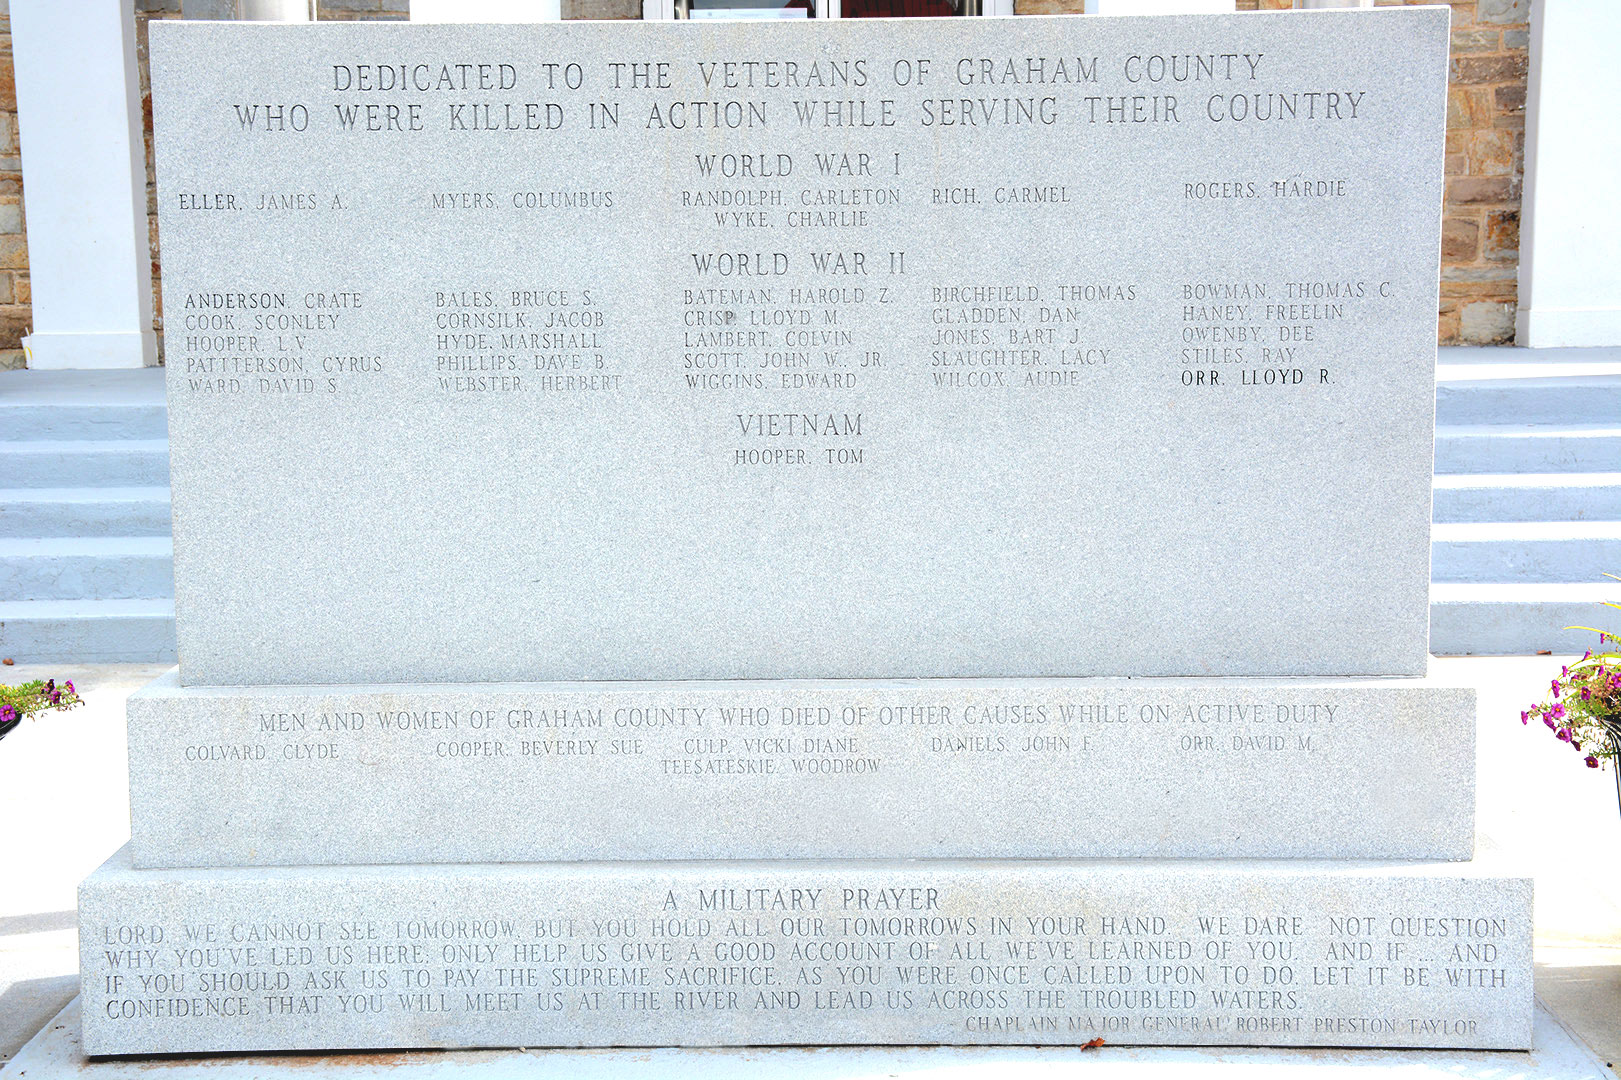 DEDICATED TO THE VETERANS OF GRAHAM COUNTY
WHO WERE KILLED IN ACTION WHILE SERVING THEIR COUNTRY
WORLD WAR I
ELLER, JAMES A. MYERS, COLUMBUS RANDOLPH, CARLETON RICH, CARMEL ROGERS, HARDIE
WYKE, CHARLIE
WORLD WAR II
ANDERSON, CRATE BALES, BRUCE S. BATEMAN, HAROLD Z. BIRCHFIELD, THOMAS BOWMAN, THOMAS C.
COOK, SCONLEY CORNSILK, JACOB CRISP, LLOYD M. GLADDEN, DAN HANEY, FREELIN
HOOPER, L.V. HYDE, MARSHALL LAMBERT, COLVIN JONES, BART J. OWENBY, DEE
PATTTERSON, CYRUS PHILLIPS, DAVE B. SCOTT, JOHN W., JR. SLAUGHTER, LACY STILES, RAY
WARD, DAVID S. WEBSTER, HERBERT WIGGINS, EDWARD WILCOX, AUDIE ORR, LLOYD R.
VIETNAM
HOOPER, TOM
MEN AND WOMEN OF GRAHAM COUNTY WHO DIED OF OTHER CAUSES WHILE ON ACTIVE DUTY
COLVARD, CLYDE COOPER, BEVERLY SUE CULP, VICKI DIANE DANIELS, JOHN F. ORR, DAVID M.
TEESATESKIE, WOODROW
A MILITARY PRAYER
LORD, WE CANNOT SEE TOMORROW, BUT YOU HOLD ALL OUR TOMORROWS IN YOUR HAND. WE DARE NOT QUESTION
WHY YOU'VE LED US HERE; ONLY HELP US GIVE A GOOD ACCOUNT OF ALL WE'VE LEARNED OF YOU. AND IF ... AND
IF YOU SHOULD ASK US TO PAY THE SUPREME SACRIFICE, AS YOU WERE ONCE CALLED UPON TO DO, LET IT BE WITH
CONFIDENCE THAT YOU WILL MEET US AT THE RIVER AND LEAD US ACROSS THE TROUBLED WATERS.
CHAPLAIN MAJOR GENERAL ROBERT PRESTON TAYLOR